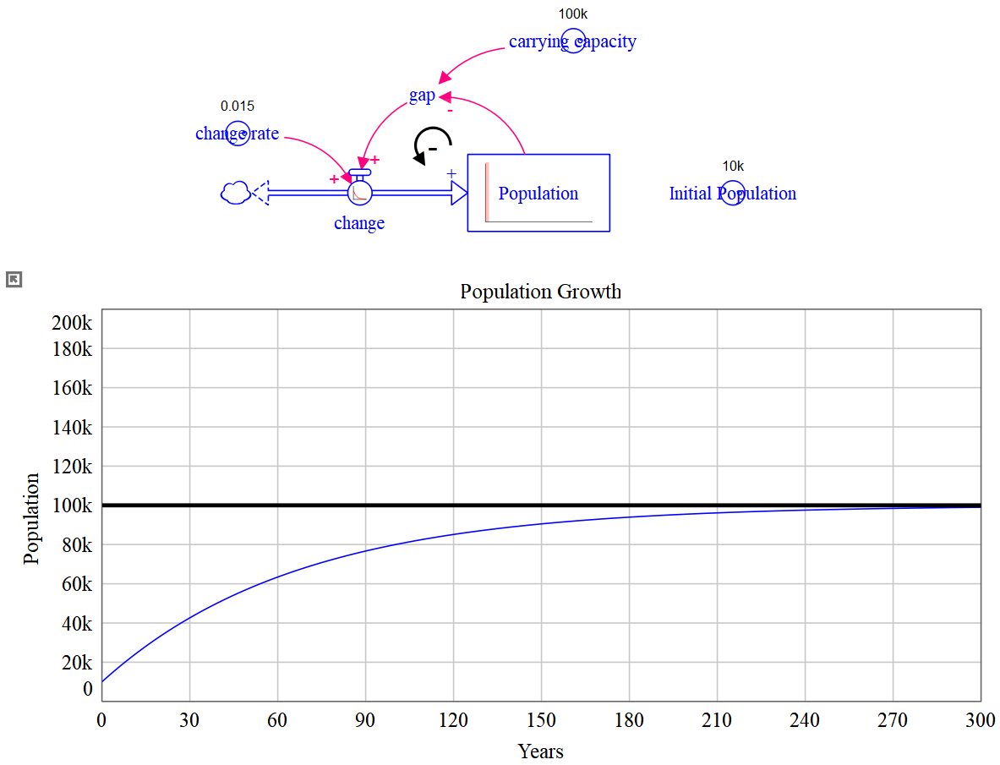 100k
carrying capacity
gap
-
0.015
change rate
+
+
-
+
10k
Population
Initial Population
change
Population Growth
200k
180k
160k
140k
120k
100k
80k
60k
40k
20k
0
Population
0 30 60 90 120 150 180 210 240 270 300
Years